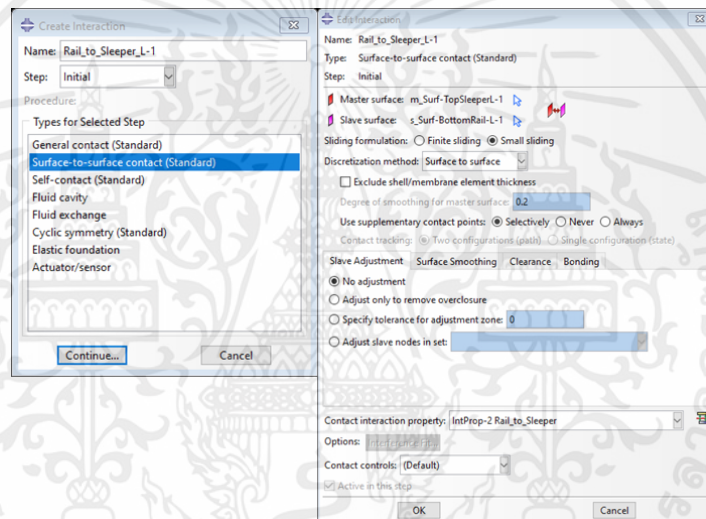 Create Interaction
Name: Rail_to_Sleeper_L-1
Step: Initial
Procedure:
Types for Selected Step
General contact (Standard)
Surface-to-surface contact (Standard)
Self-contact (Standard)
Fluid cavity
Fluid exchange
Cyclic symmetry (Standard)
Elastic foundation
Actuator/sensor
Continue...
Cancel
Edit Interaction
Name: Rail_to_Sleeper_L-1
Type: Surface-to-surface contact (Standard)
Step: Initial
Master surface: m_Surf-TopSleeperL-1
Slave surface: s_Surf-BottomRail-L-1
Sliding formulation: Finite sliding Small sliding
Discretization method: Surface to surface
Exclude shell/membrane element thickness
Degree of smoothing for master surface: 0.2
Use supplementary contact points: Selectively Never Always
Contact tracking: Two configurations (path) Single configuration (state)
Slave Adjustment Surface Smoothing Clearance Bonding
No adjustment
Adjust only to remove overclosure
Specify tolerance for adjustment zone: 0
Adjust slave nodes in set:
Contact interaction property: IntProp-2 Rail_to_Sleeper
Options: Interference Fit...
Contact controls: (Default)
Active in this step
OK
Cancel